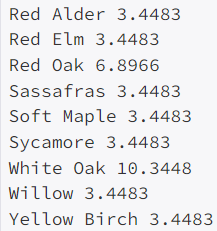 Red Alder 3.4483
Red Elm 3.4483
Red Oak 6.8966
Sassafras 3.4483
Soft Maple 3.4483
Sycamore 3.4483
White Oak 10.3448
Willow 3.4483
Yellow Birch 3.4483